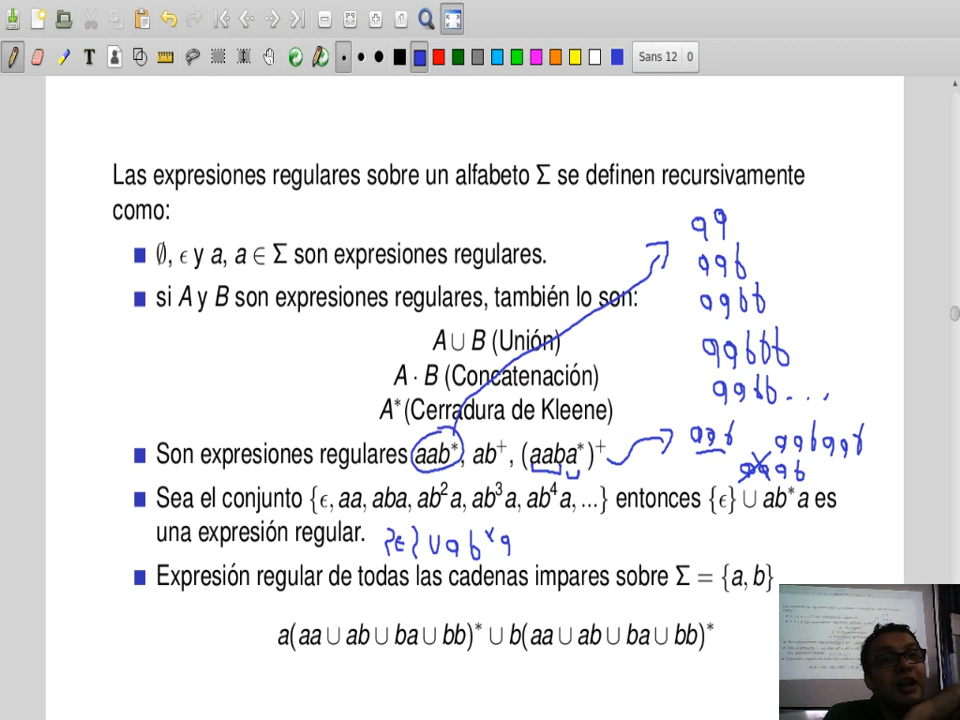 Sans 12 0
Las expresiones regulares sobre un alfabeto Σ se definen recursivamente
como:
∅, ϵ y a, a ∈ Σ son expresiones regulares.
si A y B son expresiones regulares, también lo son:
A ∪ B (Unión)
A · B (Concatenación)
A* (Cerradura de Kleene)
Son expresiones regulares aab*, ab⁺, (aaba*)⁺
Sea el conjunto {ϵ, aa, aba, ab²a, ab³a, ab⁴a, ...} entonces {ϵ} ∪ ab*a es
una expresión regular.
{ϵ} ∪ ab*a
Expresión regular de todas las cadenas impares sobre Σ = {a, b}
a(aa ∪ ab ∪ ba ∪ bb)* ∪ b(aa ∪ ab ∪ ba ∪ bb)*
aa
aab
aabb
aabbb
aabb...
aab
aabaab